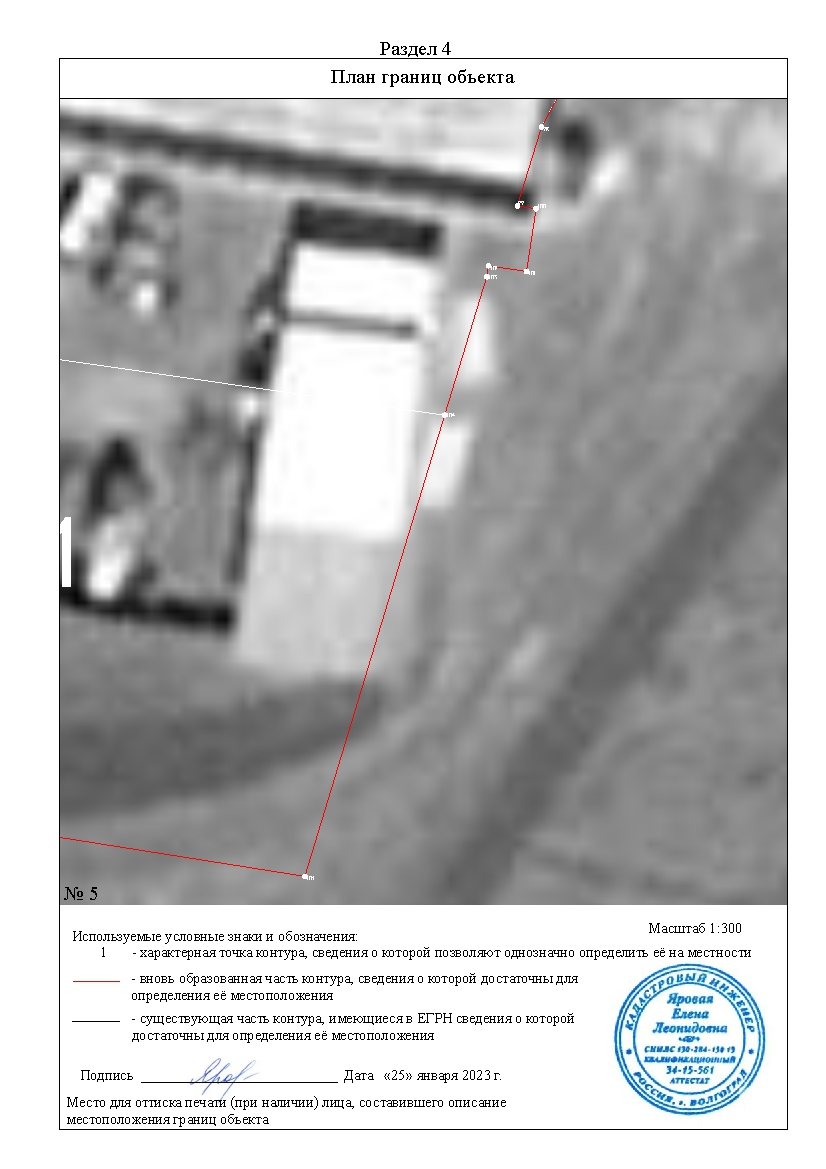 Раздел 4
План границ объекта
1
№ 5
Масштаб 1:300
Используемые условные знаки и обозначения:
1 - характерная точка контура, сведения о которой позволяют однозначно определить её на местности
- вновь образованная часть контура, сведения о которой достаточны для
определения её местоположения
- существующая часть контура, имеющиеся в ЕГРН сведения о которой
достаточны для определения её местоположения
Подпись Дата «25» января 2023 г.
Место для оттиска печати (при наличии) лица, составившего описание
местоположения границ объекта
КАДАСТРОВЫЙ ИНЖЕНЕР
Яровая
Елена
Леонидовна
КВАЛИФИКАЦИОННЫЙ
34-15-561
АТТЕСТАТ
РОССИЯ, г. ВОЛГОГРАД